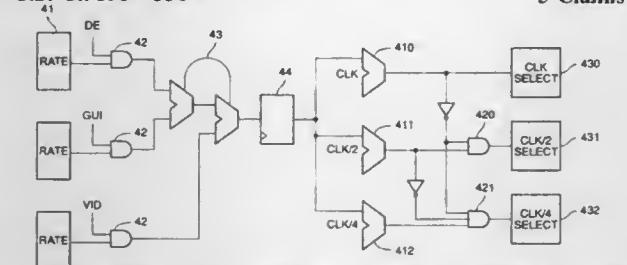 5 Claims
41
DE
42
43
RATE
44
410
CLK
CLK
SELECT
430
GUI
42
RATE
411
CLK/2
420
CLK/2
SELECT
431
VID
42
RATE
421
CLK/4
412
CLK/4
SELECT
432